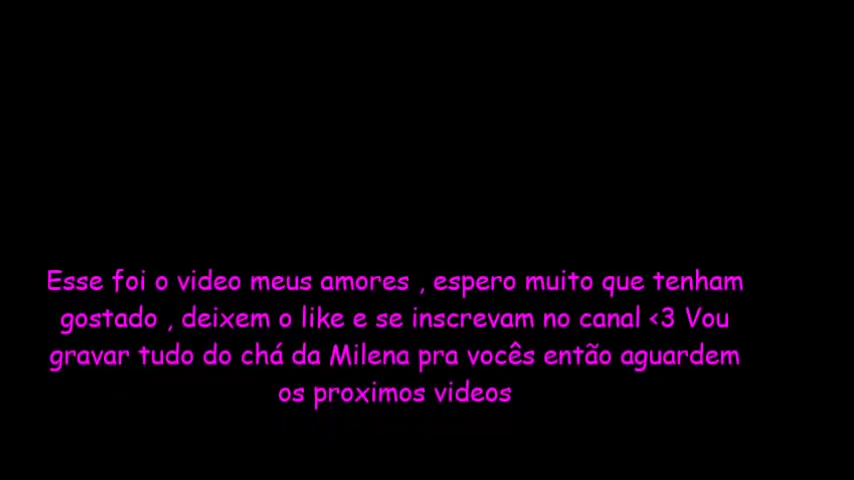 Esse foi o video meus amores , espero muito que tenham
gostado , deixem o like e se inscrevam no canal <3 Vou
gravar tudo do chá da Milena pra vocês então aguardem
os proximos videos